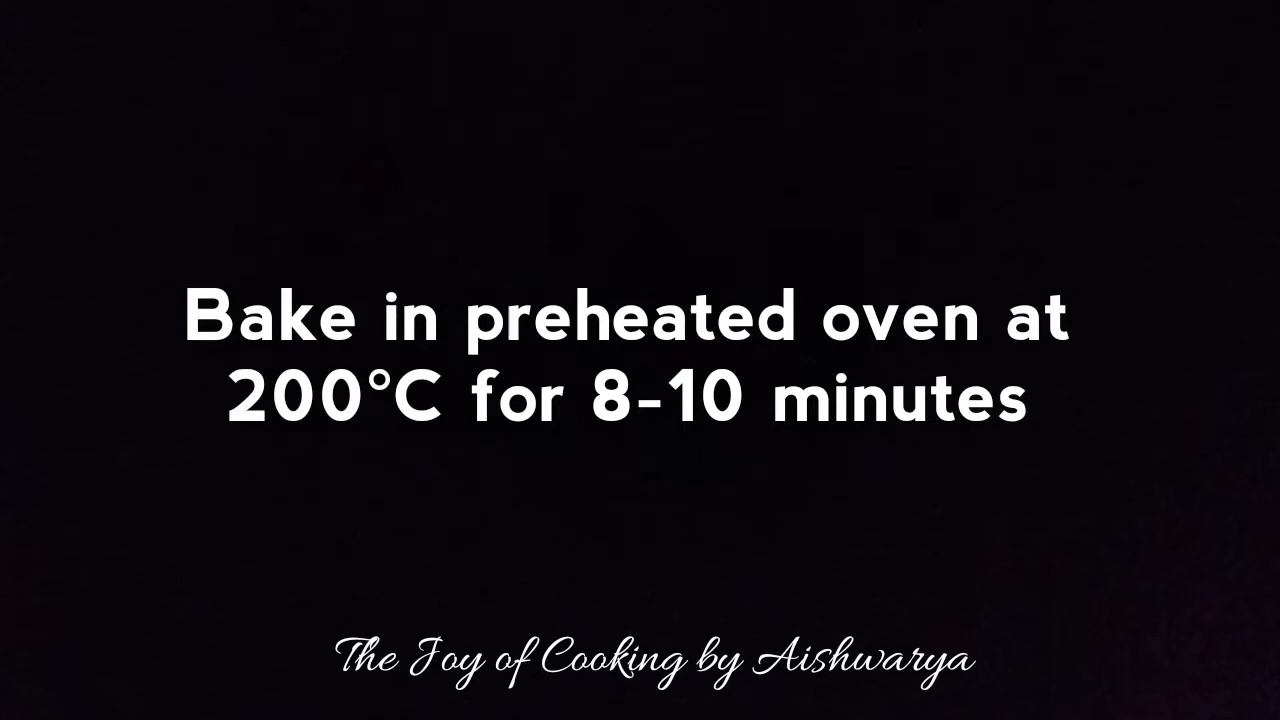 Bake in preheated oven at
200°C for 8-10 minutes
The Joy of Cooking by Aishwarya